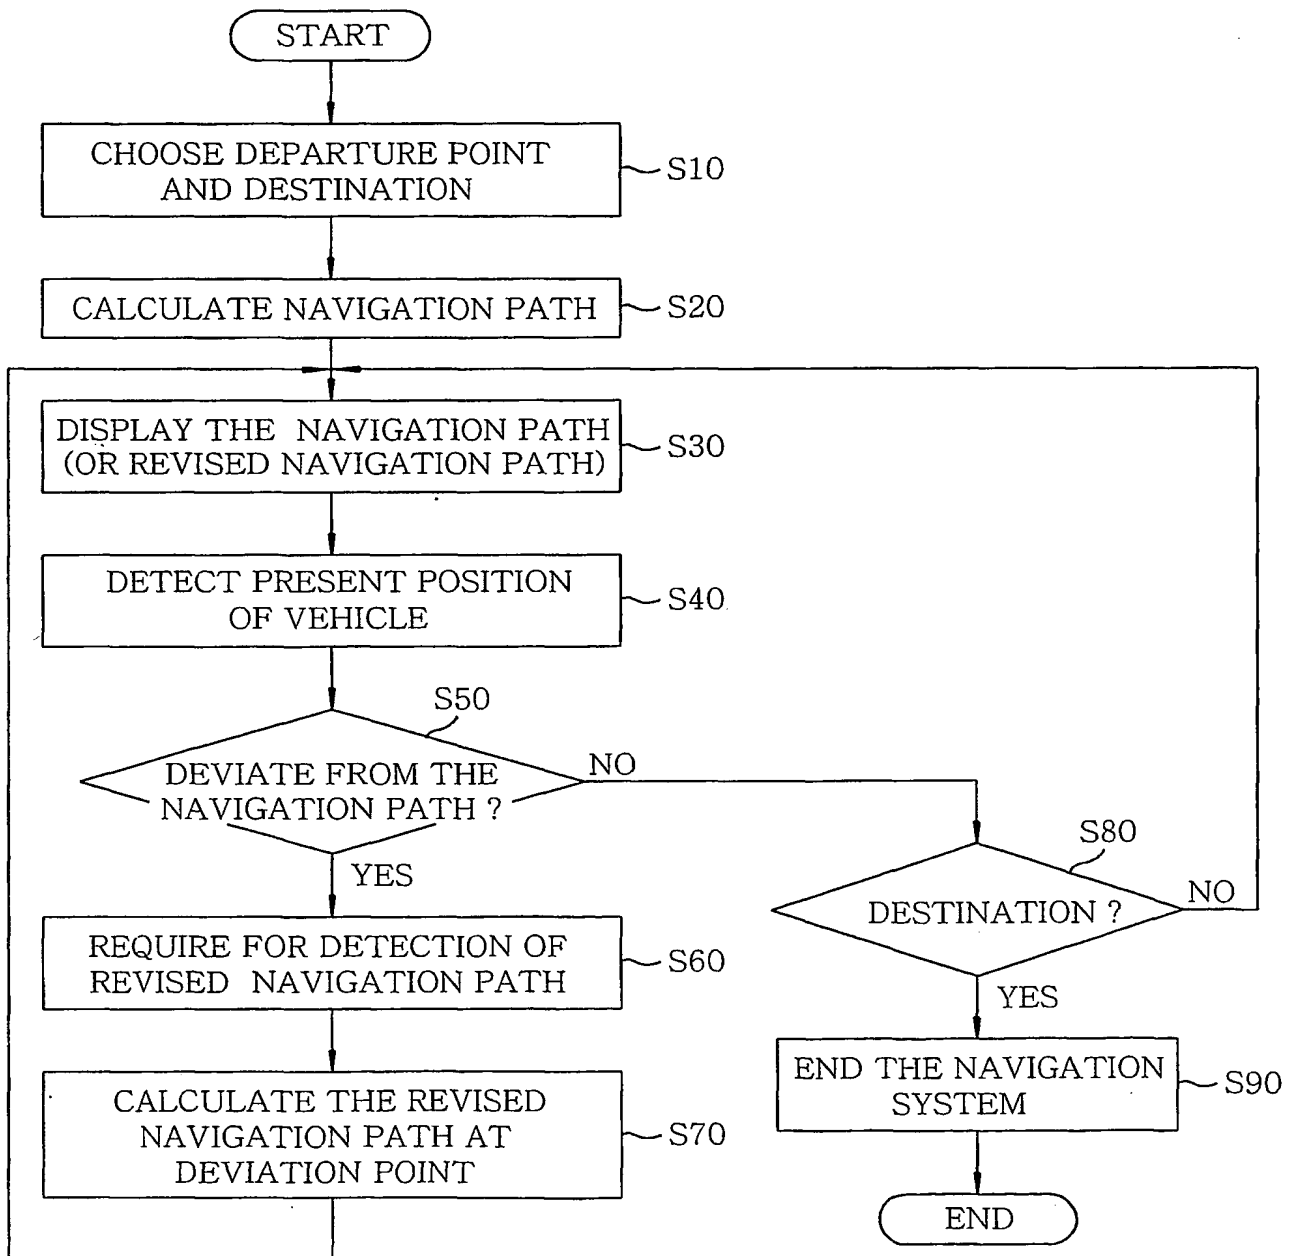 START
CHOOSE DEPARTURE POINT
AND DESTINATION
S10
CALCULATE NAVIGATION PATH
S20
DISPLAY THE NAVIGATION PATH
(OR REVISED NAVIGATION PATH)
S30
DETECT PRESENT POSITION
OF VEHICLE
S40
S50
DEVIATE FROM THE
NAVIGATION PATH ?
NO
YES
S80
DESTINATION ?
NO
YES
REQUIRE FOR DETECTION OF
REVISED NAVIGATION PATH
S60
CALCULATE THE REVISED
NAVIGATION PATH AT
DEVIATION POINT
S70
END THE NAVIGATION
SYSTEM
S90
END